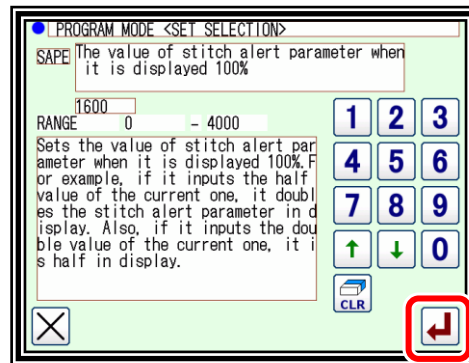 PROGRAM MODE <SET SELECTION>
SAPE The value of stitch alert parameter when
it is displayed 100%
1600
RANGE 0 - 4000
Sets the value of stitch alert par
ameter when it is displayed 100%.F
or example, if it inputs the half
value of the current one, it doubl
es the stitch alert parameter in d
isplay. Also, if it inputs the dou
ble value of the current one, it i
s half in display.
1 2 3
4 5 6
7 8 9
↑ ↓ 0
CLR